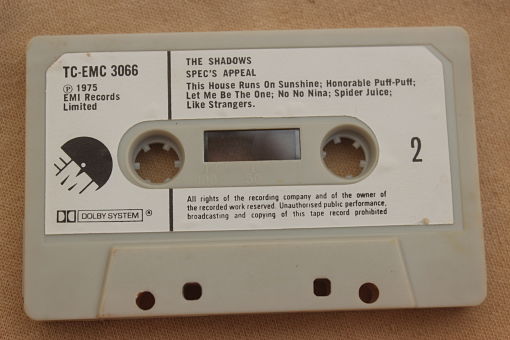 TC-EMC 3066
℗ 1975
EMI Records
Limited
THE SHADOWS
SPEC'S APPEAL
This House Runs On Sunshine; Honorable Puff-Puff;
Let Me Be The One; No No Nina; Spider Juice;
Like Strangers.
2
EMI
DOLBY SYSTEM ®
All rights of the recording company and of the owner of
the recorded work reserved. Unauthorised public performance,
broadcasting and copying of this tape record prohibited